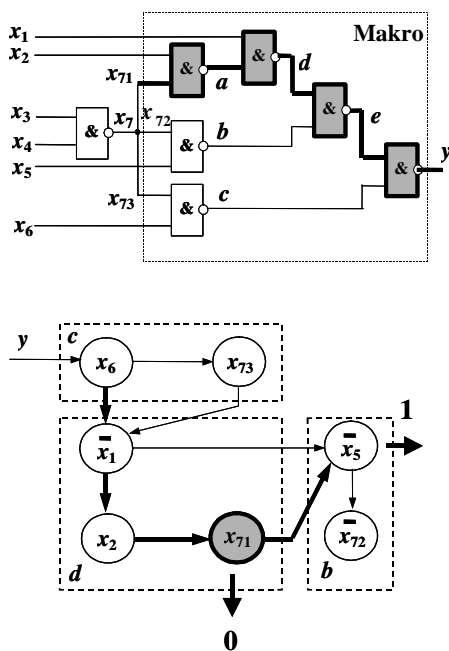 x1 Makro
x2 & d
x71 & a & e
x3 x7 x72 b y
x4 & & &
x5
x73 c
x6 &
y c x6 x73
1
x̄1 x̄5
x2 x71 x̄72
d b
0